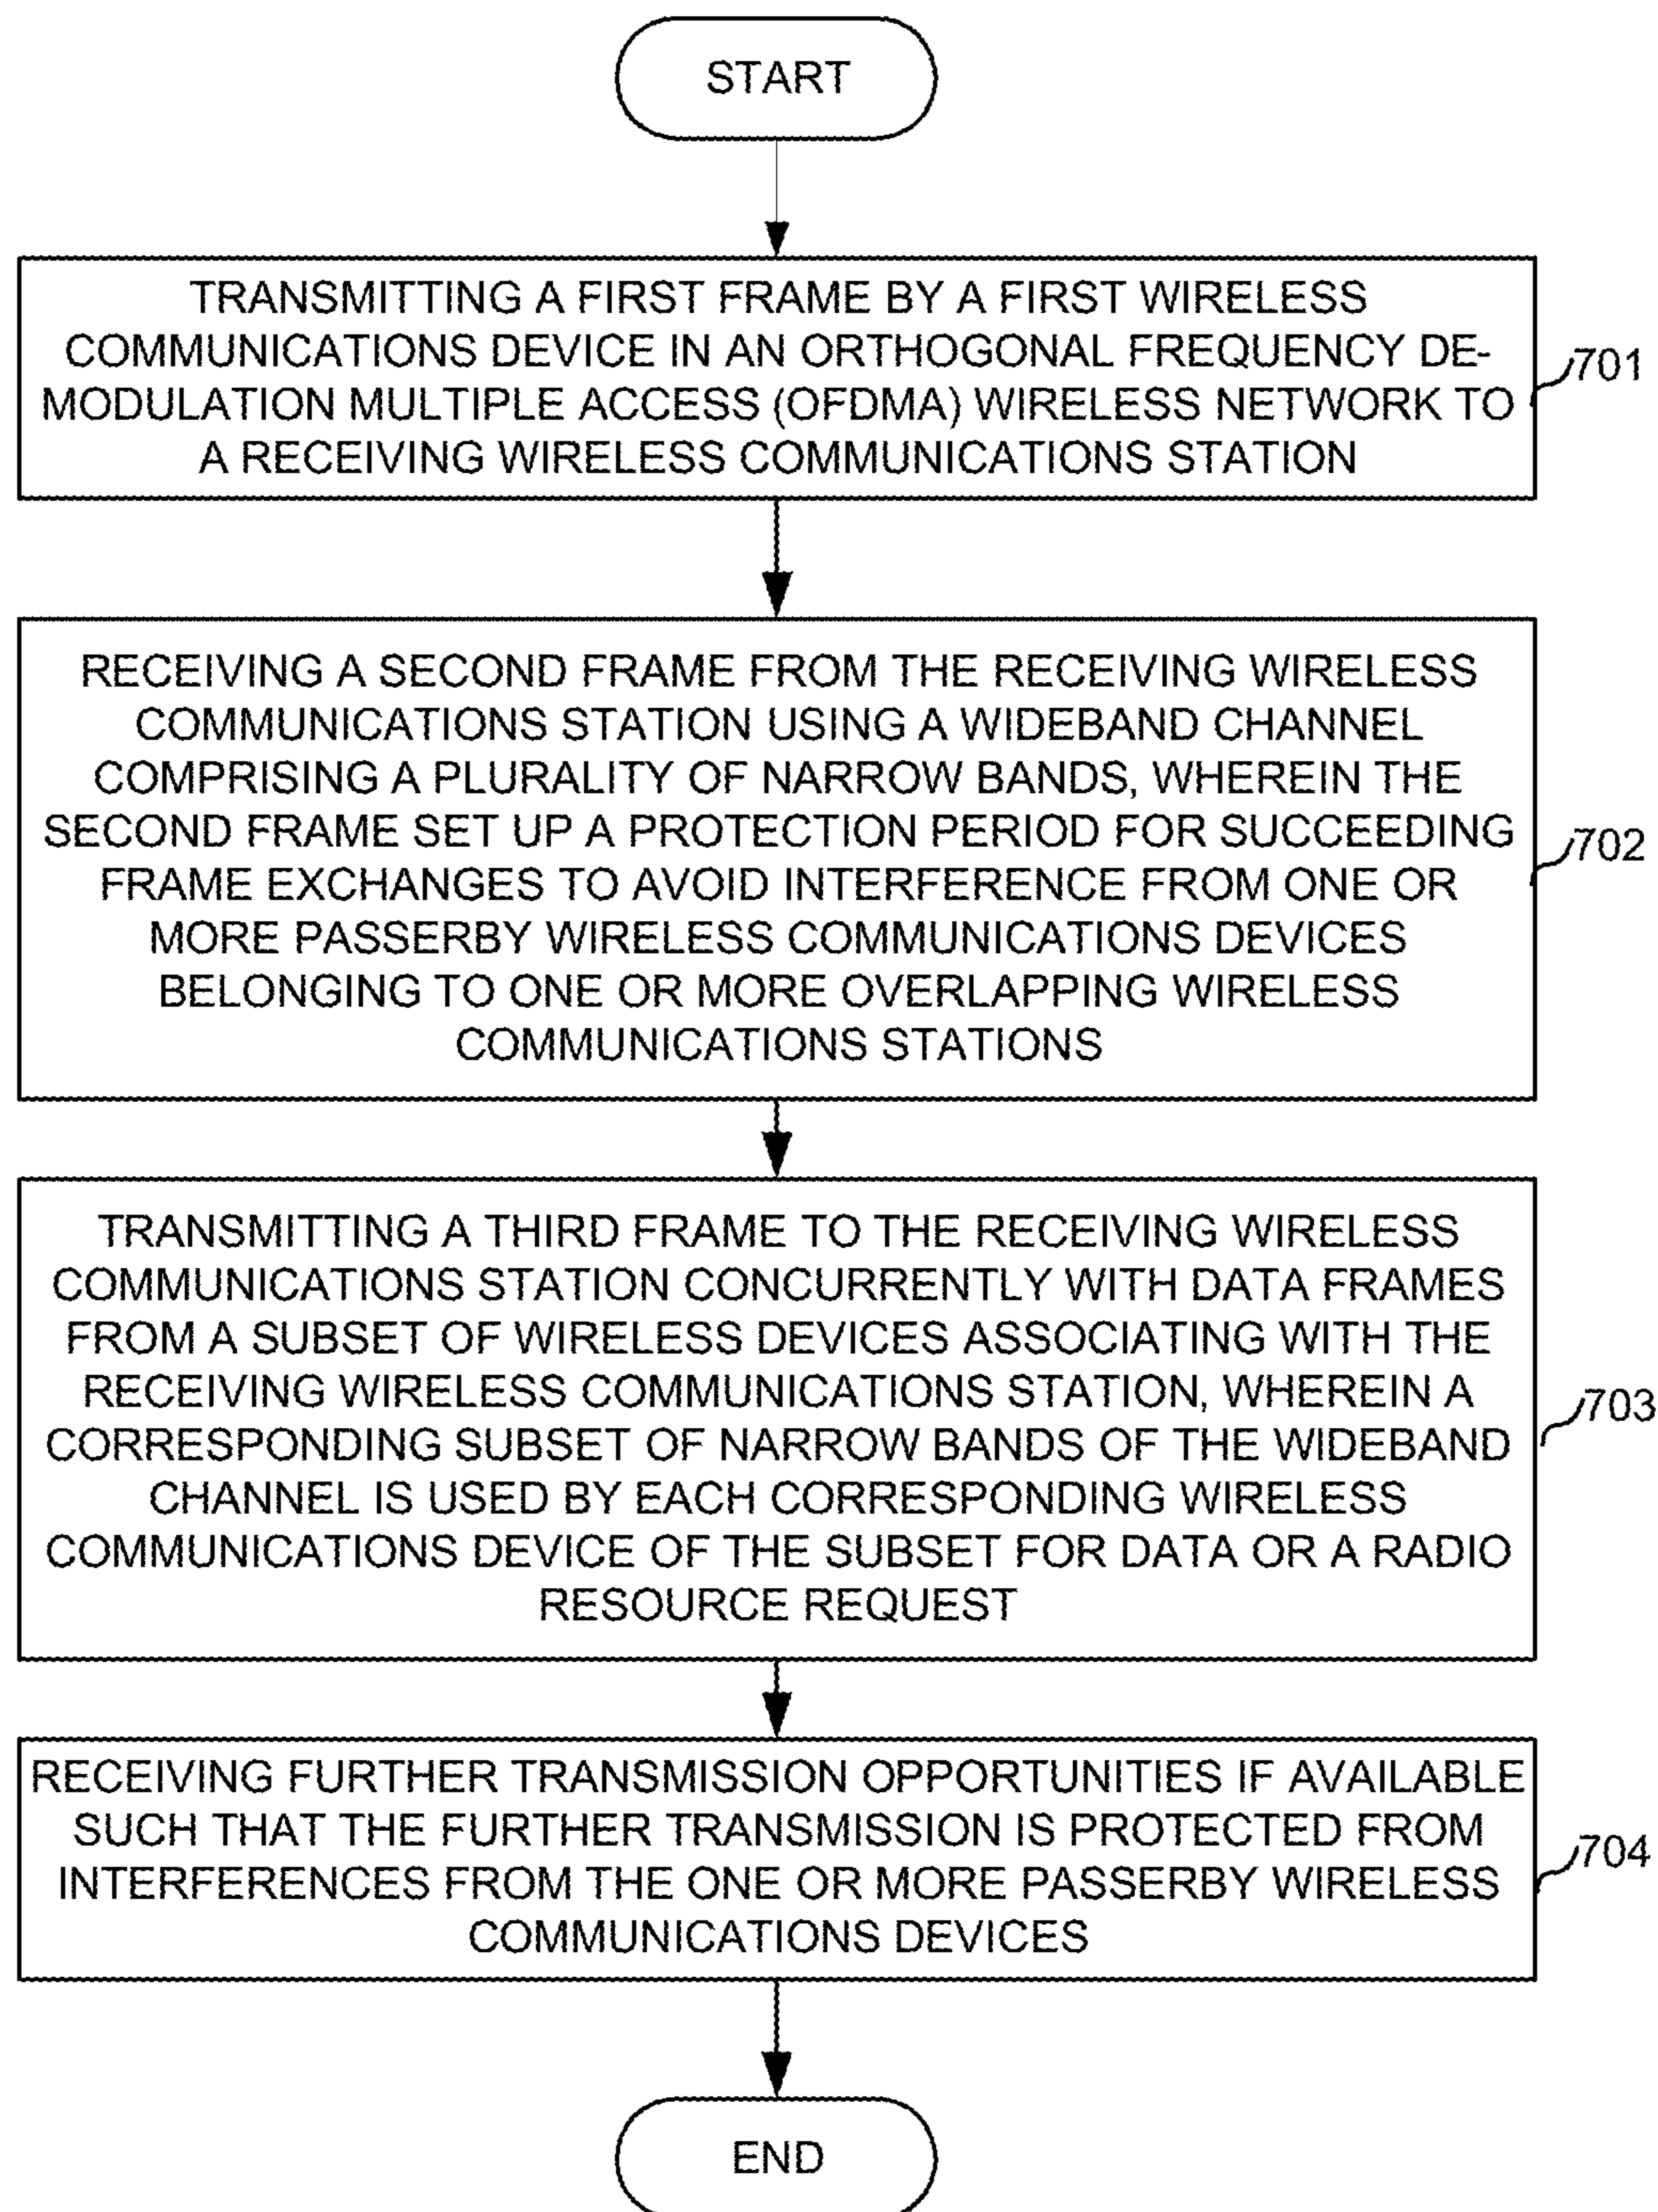 START
TRANSMITTING A FIRST FRAME BY A FIRST WIRELESS
COMMUNICATIONS DEVICE IN AN ORTHOGONAL FREQUENCY DE-
MODULATION MULTIPLE ACCESS (OFDMA) WIRELESS NETWORK TO
A RECEIVING WIRELESS COMMUNICATIONS STATION
701
RECEIVING A SECOND FRAME FROM THE RECEIVING WIRELESS
COMMUNICATIONS STATION USING A WIDEBAND CHANNEL
COMPRISING A PLURALITY OF NARROW BANDS, WHEREIN THE
SECOND FRAME SET UP A PROTECTION PERIOD FOR SUCCEEDING
FRAME EXCHANGES TO AVOID INTERFERENCE FROM ONE OR
MORE PASSERBY WIRELESS COMMUNICATIONS DEVICES
BELONGING TO ONE OR MORE OVERLAPPING WIRELESS
COMMUNICATIONS STATIONS
702
TRANSMITTING A THIRD FRAME TO THE RECEIVING WIRELESS
COMMUNICATIONS STATION CONCURRENTLY WITH DATA FRAMES
FROM A SUBSET OF WIRELESS DEVICES ASSOCIATING WITH THE
RECEIVING WIRELESS COMMUNICATIONS STATION, WHEREIN A
CORRESPONDING SUBSET OF NARROW BANDS OF THE WIDEBAND
CHANNEL IS USED BY EACH CORRESPONDING WIRELESS
COMMUNICATIONS DEVICE OF THE SUBSET FOR DATA OR A RADIO
RESOURCE REQUEST
703
RECEIVING FURTHER TRANSMISSION OPPORTUNITIES IF AVAILABLE
SUCH THAT THE FURTHER TRANSMISSION IS PROTECTED FROM
INTERFERENCES FROM THE ONE OR MORE PASSERBY WIRELESS
COMMUNICATIONS DEVICES
704
END